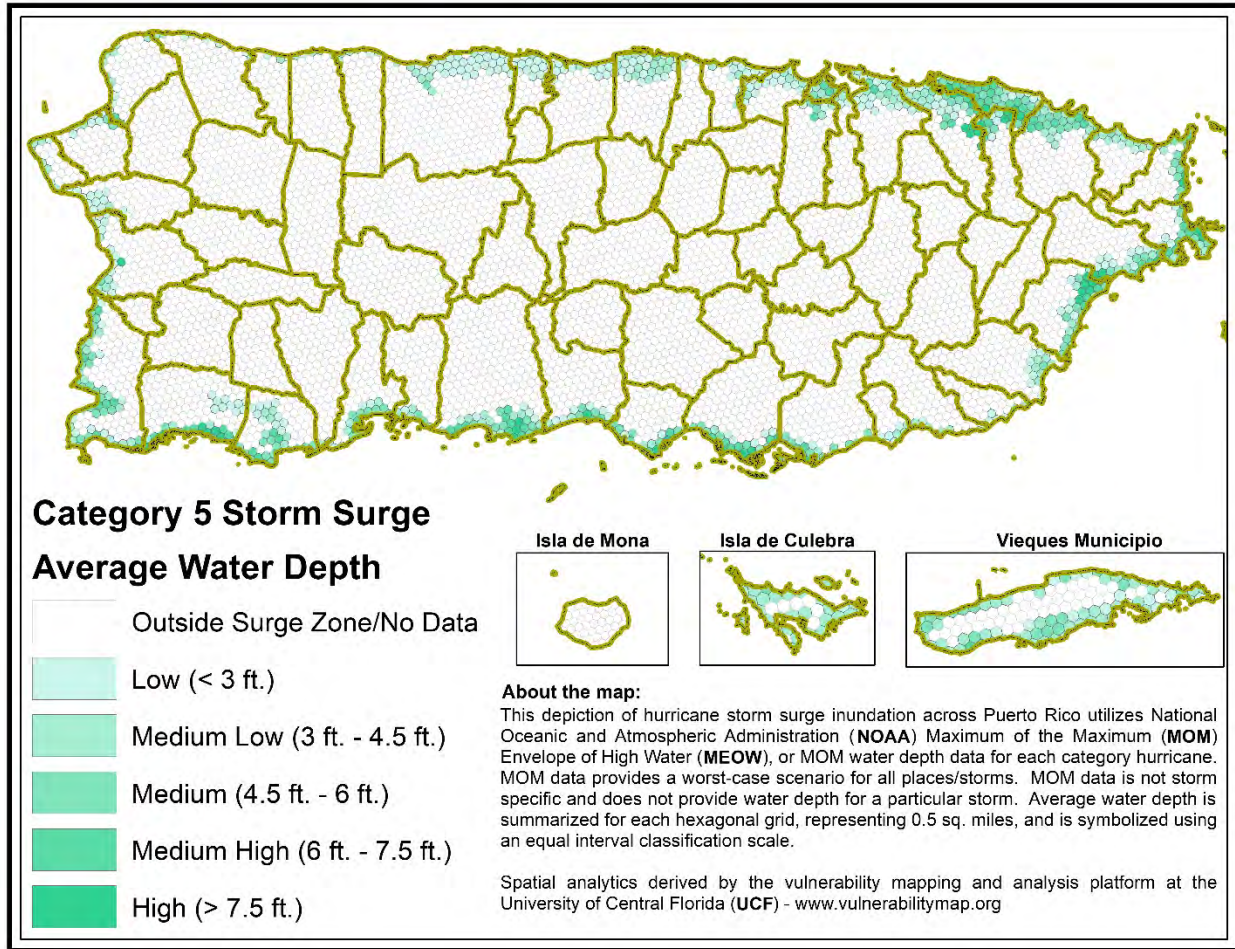 Category 5 Storm Surge
Average Water Depth
Outside Surge Zone/No Data
Low (< 3 ft.)
Medium Low (3 ft. - 4.5 ft.)
Medium (4.5 ft. - 6 ft.)
Medium High (6 ft. - 7.5 ft.)
High (> 7.5 ft.)
Isla de Mona
Isla de Culebra
Vieques Municipio
About the map:
This depiction of hurricane storm surge inundation across Puerto Rico utilizes National
Oceanic and Atmospheric Administration (NOAA) Maximum of the Maximum (MOM)
Envelope of High Water (MEOW), or MOM water depth data for each category hurricane.
MOM data provides a worst-case scenario for all places/storms. MOM data is not storm
specific and does not provide water depth for a particular storm. Average water depth is
summarized for each hexagonal grid, representing 0.5 sq. miles, and is symbolized using
an equal interval classification scale.
Spatial analytics derived by the vulnerability mapping and analysis platform at the
University of Central Florida (UCF) - www.vulnerabilitymap.org